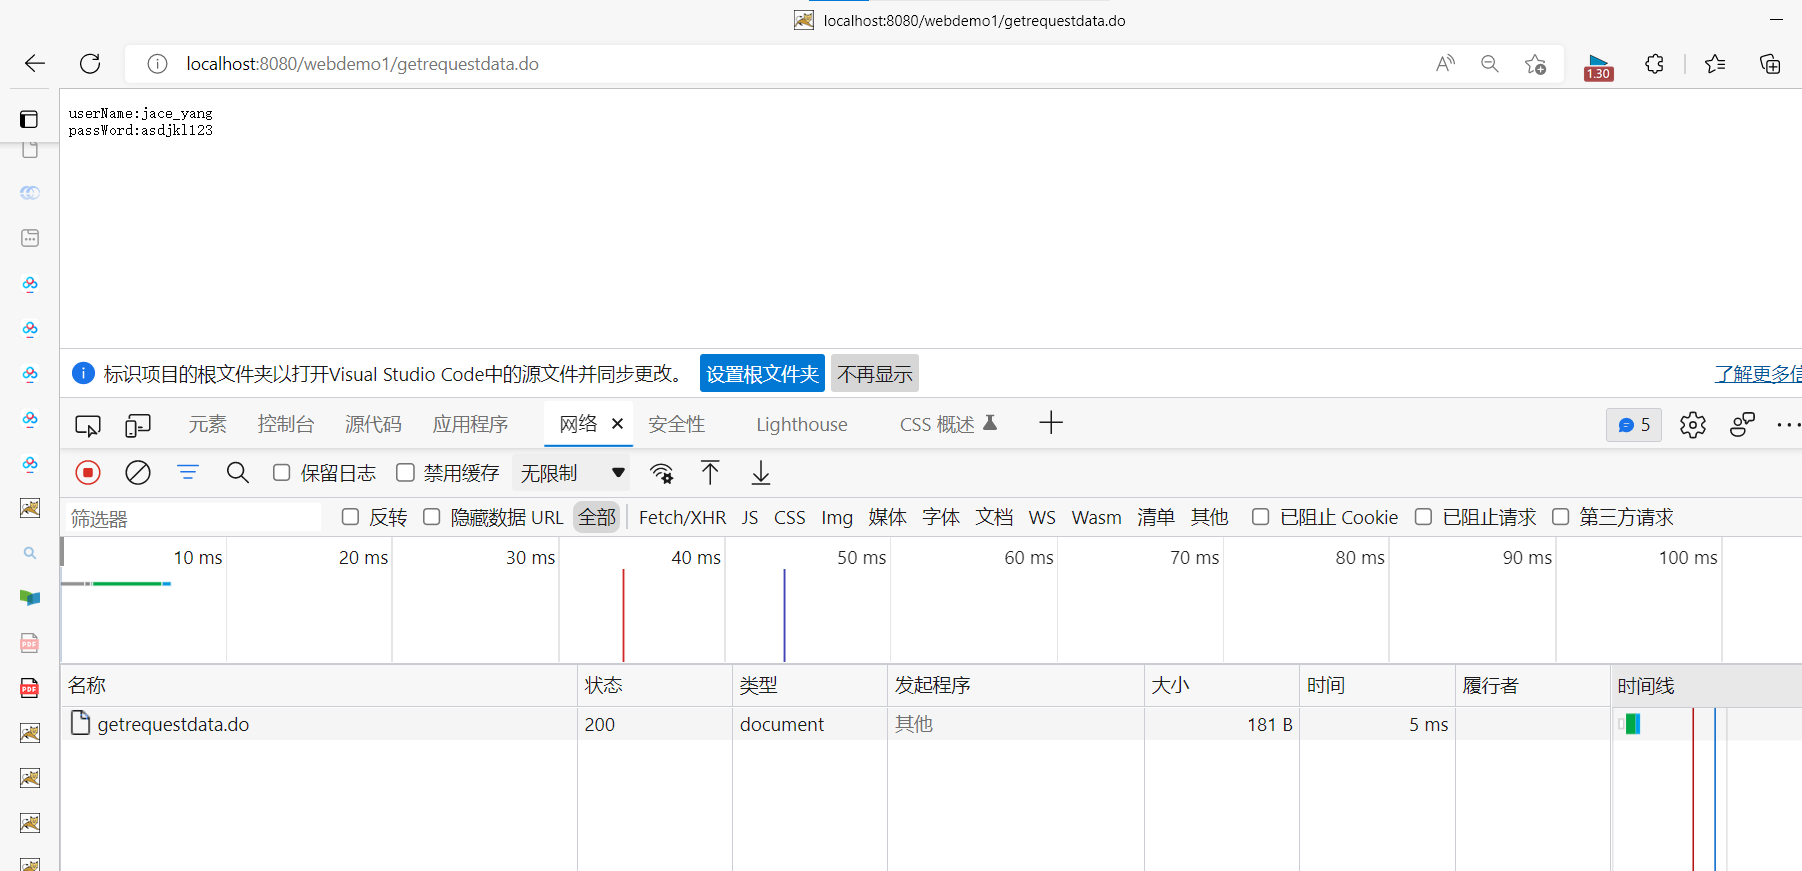 localhost:8080/webdemo1/getrequestdata.do
localhost:8080/webdemo1/getrequestdata.do
1.30
userName:jace_yang
passWord:asdjkl123
标识项目的根文件夹以打开Visual Studio Code中的源文件并同步更改。 设置根文件夹 不再显示 了解更多信
元素 控制台 源代码 应用程序 网络 安全性 Lighthouse CSS 概述 5
保留日志 禁用缓存 无限制
筛选器 反转 隐藏数据 URL 全部 Fetch/XHR JS CSS Img 媒体 字体 文档 WS Wasm 清单 其他 已阻止 Cookie 已阻止请求 第三方请求
10 ms 20 ms 30 ms 40 ms 50 ms 60 ms 70 ms 80 ms 90 ms 100 ms
名称 状态 类型 发起程序 大小 时间 履行者 时间线
getrequestdata.do 200 document 其他 181 B 5 ms
PDF
PDF